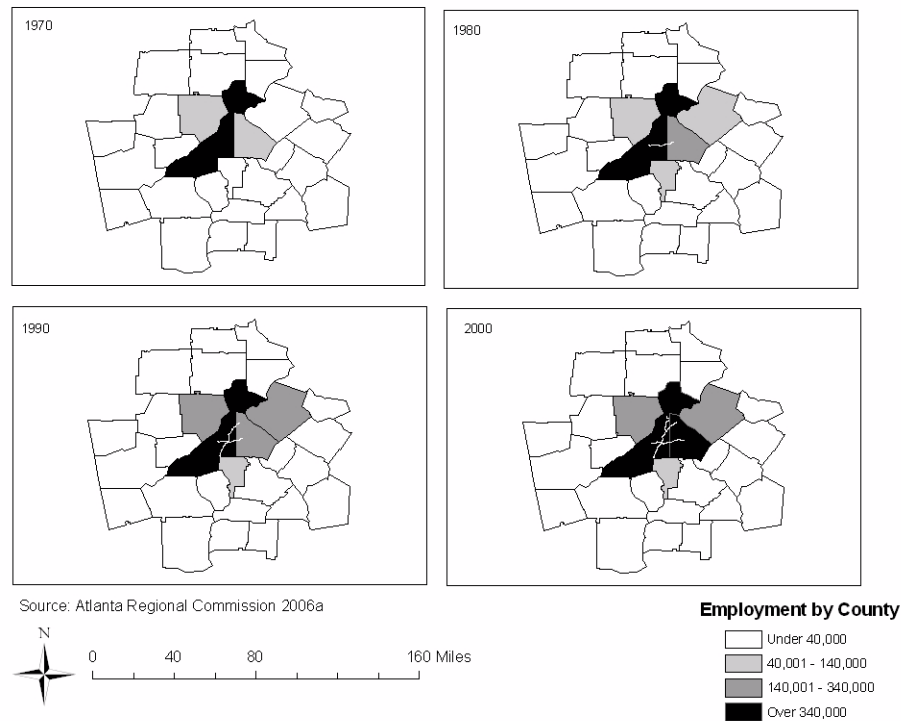 1970
1980
1990
2000
Source: Atlanta Regional Commission 2006a
N
0 40 80 160 Miles
Employment by County
Under 40,000
40,001 - 140,000
140,001 - 340,000
Over 340,000